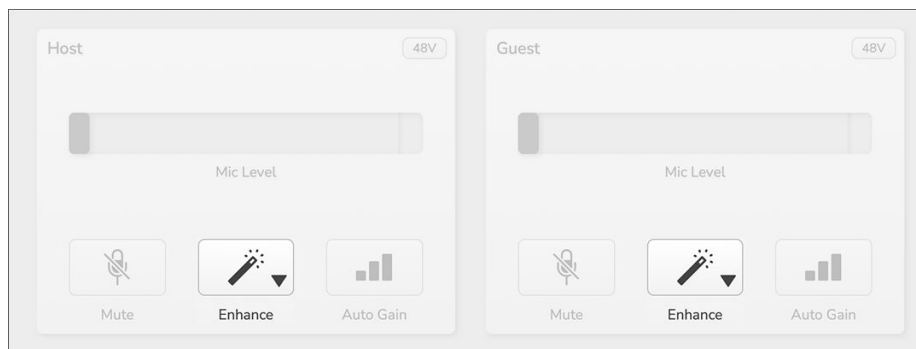 Host 48V
Mic Level
Mute Enhance Auto Gain
Guest 48V
Mic Level
Mute Enhance Auto Gain